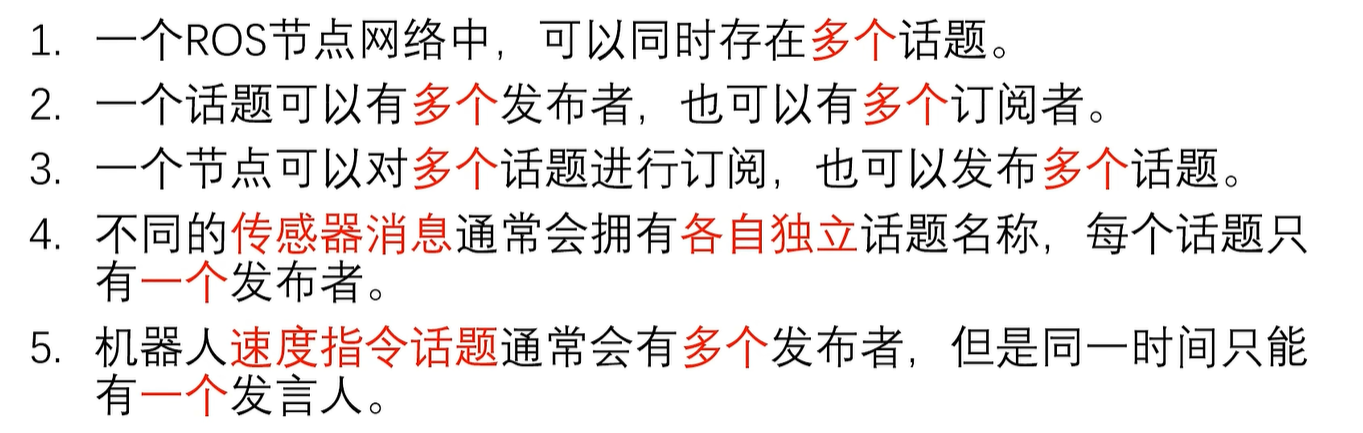 1. 一个ROS节点网络中，可以同时存在多个话题。
2. 一个话题可以有多个发布者，也可以有多个订阅者。
3. 一个节点可以对多个话题进行订阅，也可以发布多个话题。
4. 不同的传感器消息通常会拥有各自独立话题名称，每个话题只
有一个发布者。
5. 机器人速度指令话题通常会有多个发布者，但是同一时间只能
有一个发言人。